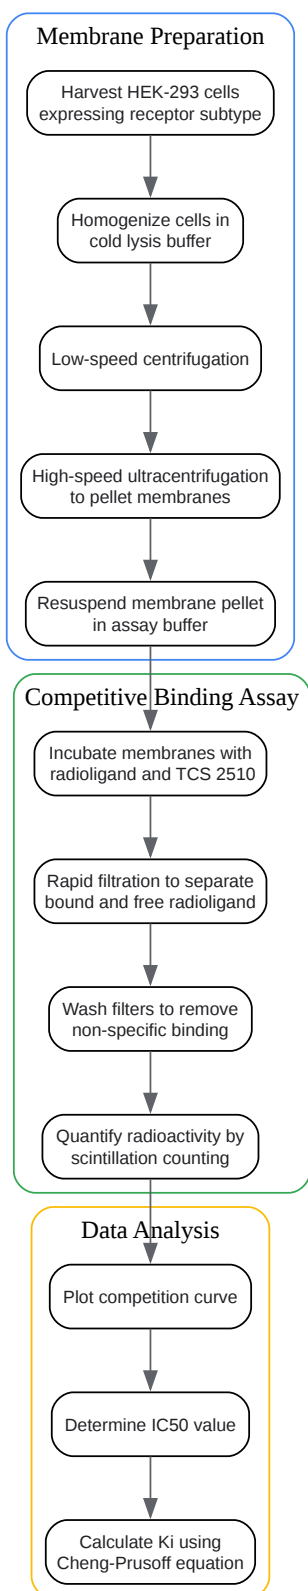 Membrane Preparation
Harvest HEK-293 cells
expressing receptor subtype
Homogenize cells in
cold lysis buffer
Low-speed centrifugation
High-speed ultracentrifugation
to pellet membranes
Resuspend membrane pellet
in assay buffer
Competitive Binding Assay
Incubate membranes with
radioligand and TCS 2510
Rapid filtration to separate
bound and free radioligand
Wash filters to remove
non-specific binding
Quantify radioactivity by
scintillation counting
Data Analysis
Plot competition curve
Determine IC50 value
Calculate Ki using
Cheng-Prusoff equation